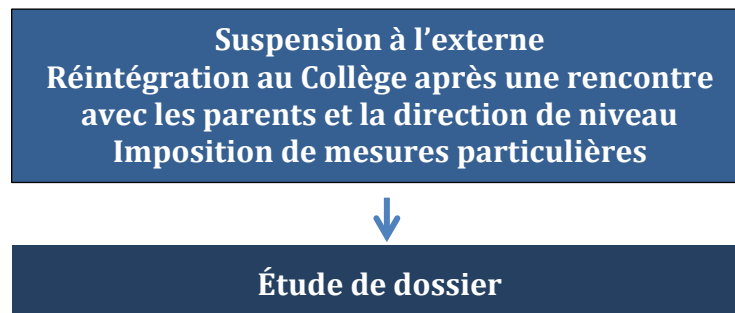 Suspension à l’externe
Réintégration au Collège après une rencontre
avec les parents et la direction de niveau
Imposition de mesures particulières
Étude de dossier